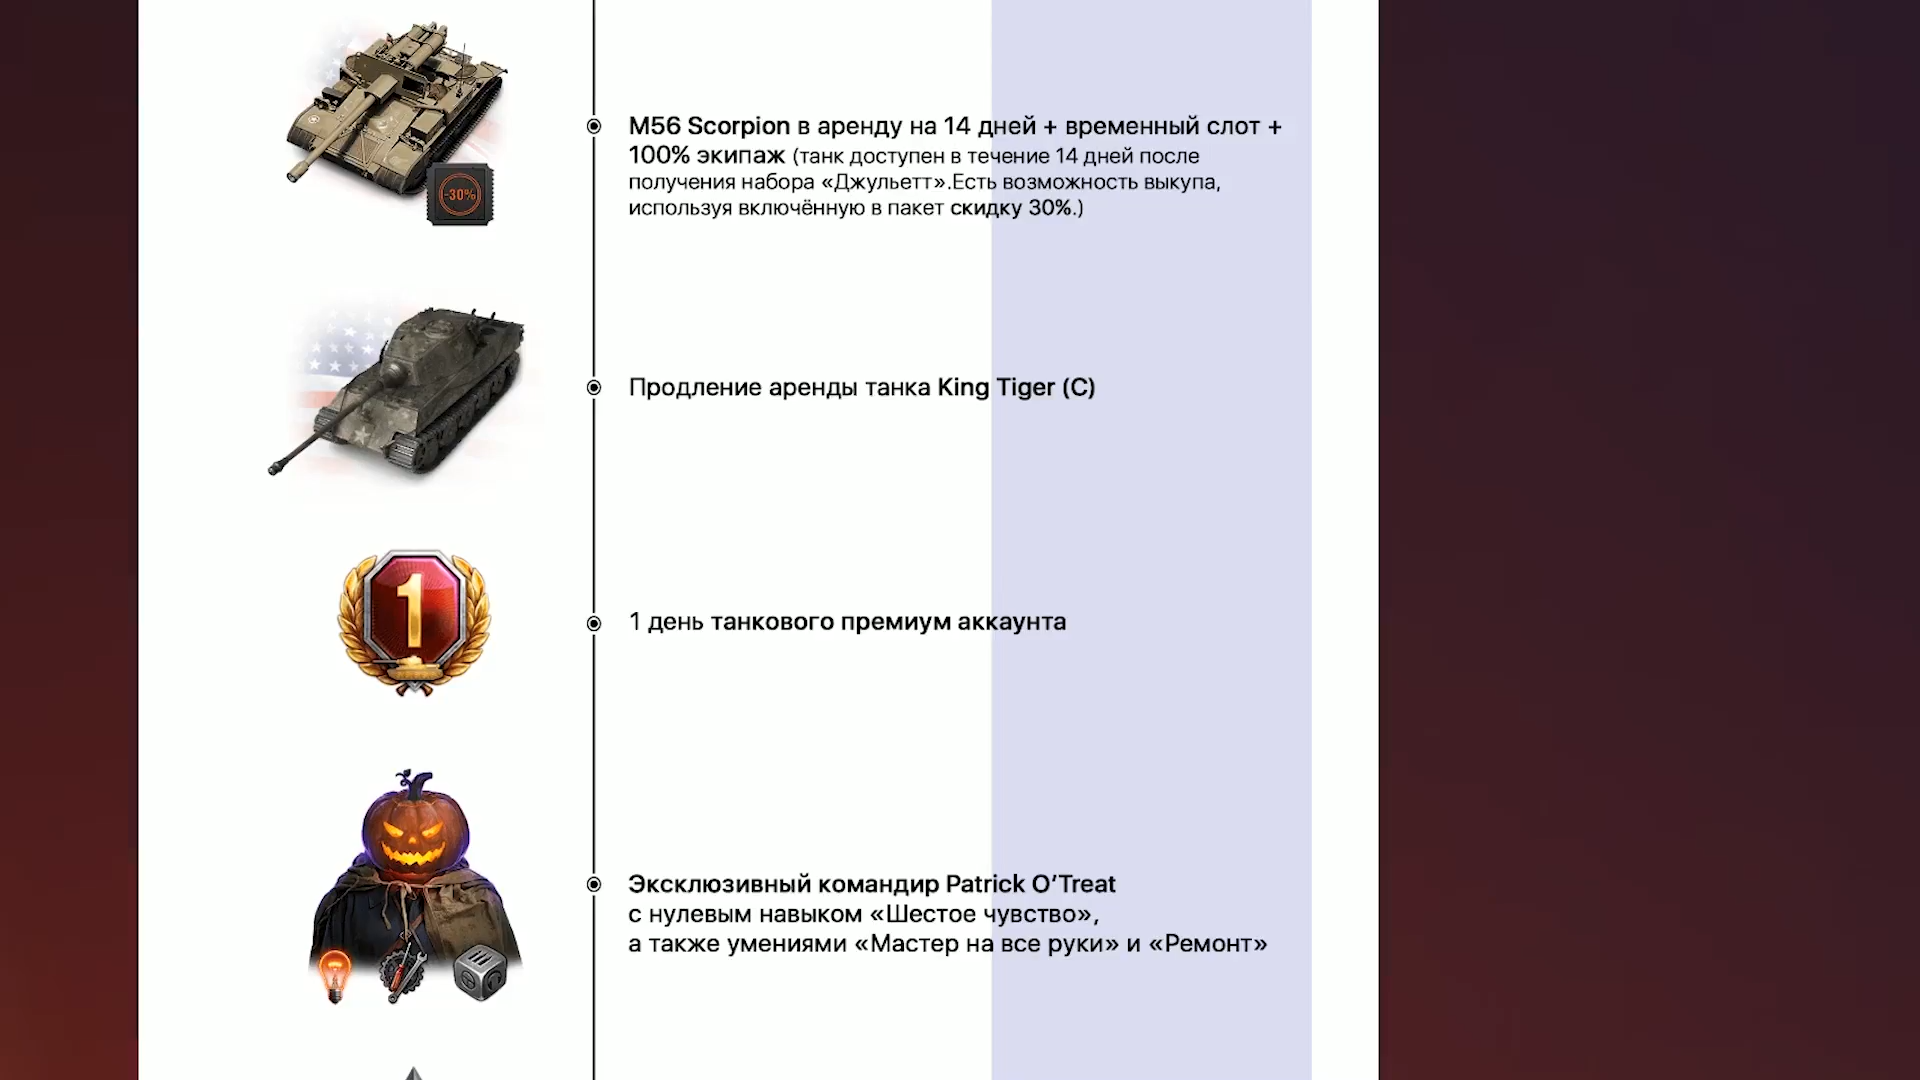 M56 Scorpion в аренду на 14 дней + временный слот +
100% экипаж (танк доступен в течение 14 дней после
получения набора «Джульетт».Есть возможность выкупа,
используя включённую в пакет скидку 30%.)
-30%
Продление аренды танка King Tiger (C)
1
1 день танкового премиум аккаунта
Эксклюзивный командир Patrick O’Treat
с нулевым навыком «Шестое чувство»,
а также умениями «Мастер на все руки» и «Ремонт»